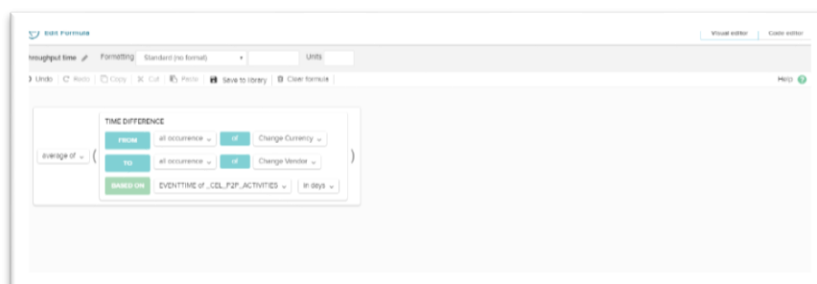 Edit Formula Visual editor Code editor
hroughput time Formatting Standard (no format) Units
Undo Redo Copy Cut Paste Save to library Clear formula Help
TIME DIFFERENCE
FROM all occurrence of Change Currency
average of ( TO all occurrence of Change Vendor )
BASED ON EVENTTIME of _CEL_P2P_ACTIVITIES in days